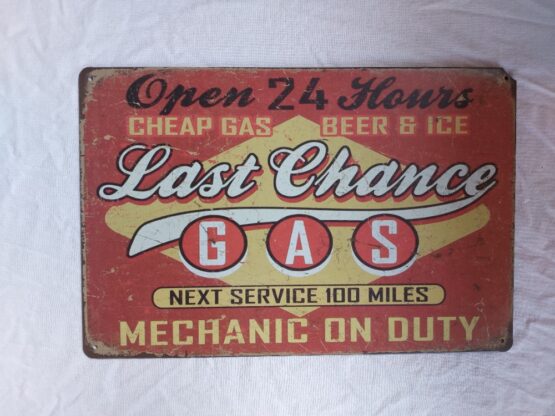 Open 24 Hours
CHEAP GAS BEER & ICE
Last Chance
GAS
NEXT SERVICE 100 MILES
MECHANIC ON DUTY